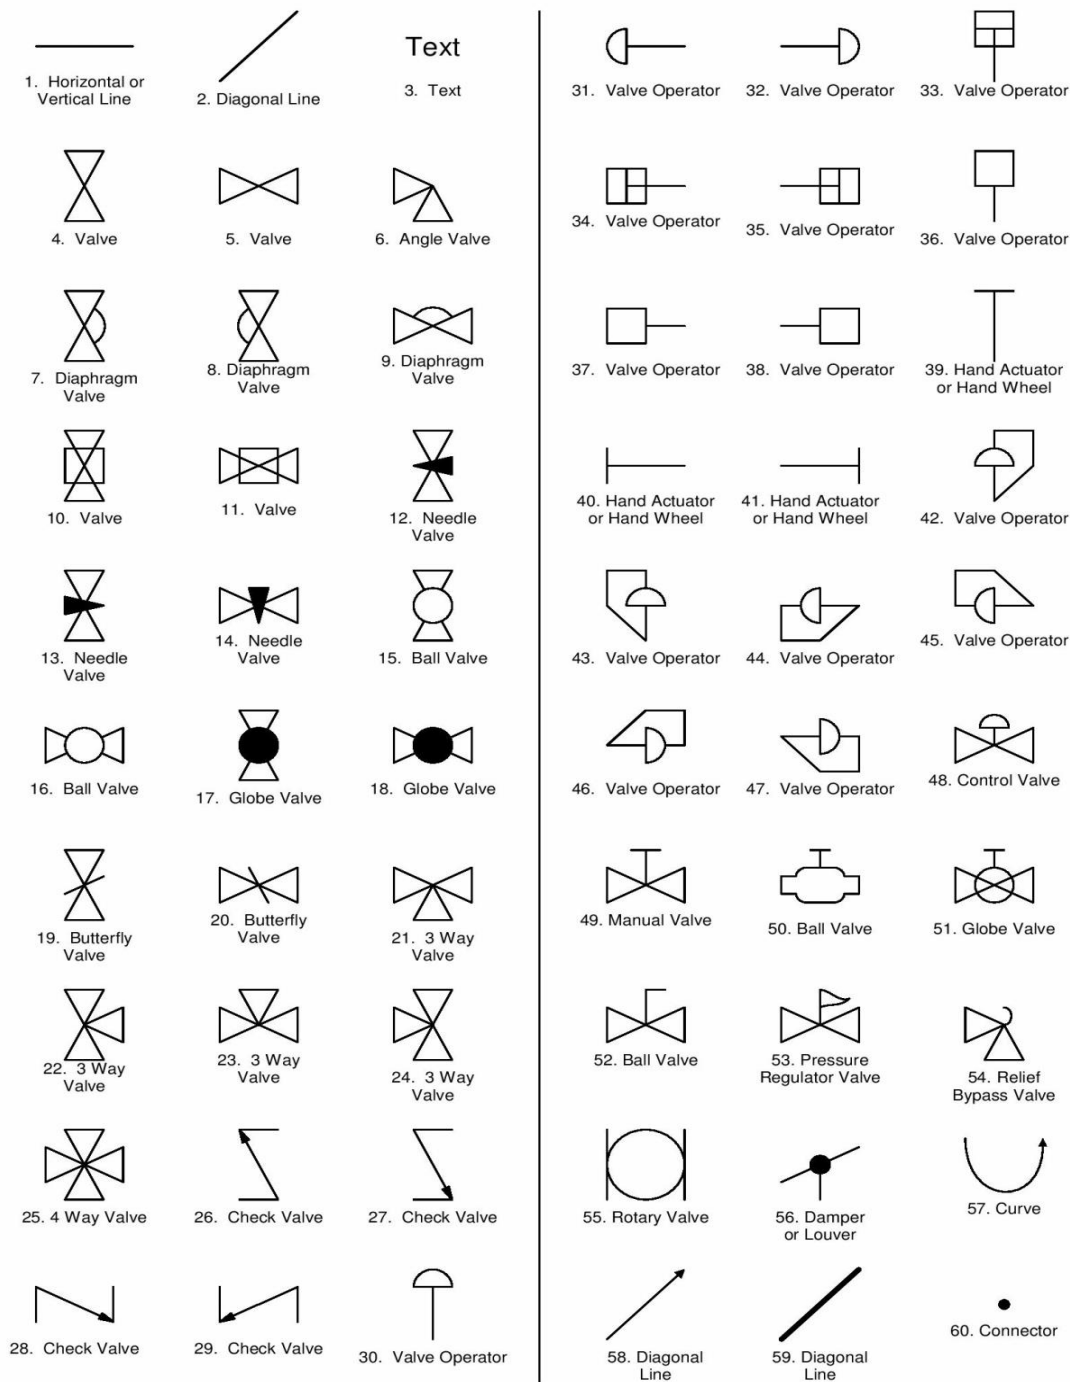 Text
1. Horizontal or
Vertical Line
2. Diagonal Line
3. Text
4. Valve
5. Valve
6. Angle Valve
7. Diaphragm
Valve
8. Diaphragm
Valve
9. Diaphragm
Valve
10. Valve
11. Valve
12. Needle
Valve
13. Needle
Valve
14. Needle
Valve
15. Ball Valve
16. Ball Valve
17. Globe Valve
18. Globe Valve
19. Butterfly
Valve
20. Butterfly
Valve
21. 3 Way
Valve
22. 3 Way
Valve
23. 3 Way
Valve
24. 3 Way
Valve
25. 4 Way Valve
26. Check Valve
27. Check Valve
28. Check Valve
29. Check Valve
30. Valve Operator
31. Valve Operator
32. Valve Operator
33. Valve Operator
34. Valve Operator
35. Valve Operator
36. Valve Operator
37. Valve Operator
38. Valve Operator
39. Hand Actuator
or Hand Wheel
40. Hand Actuator
or Hand Wheel
41. Hand Actuator
or Hand Wheel
42. Valve Operator
43. Valve Operator
44. Valve Operator
45. Valve Operator
46. Valve Operator
47. Valve Operator
48. Control Valve
49. Manual Valve
50. Ball Valve
51. Globe Valve
52. Ball Valve
53. Pressure
Regulator Valve
54. Relief
Bypass Valve
55. Rotary Valve
56. Damper
or Louver
57. Curve
58. Diagonal
Line
59. Diagonal
Line
60. Connector